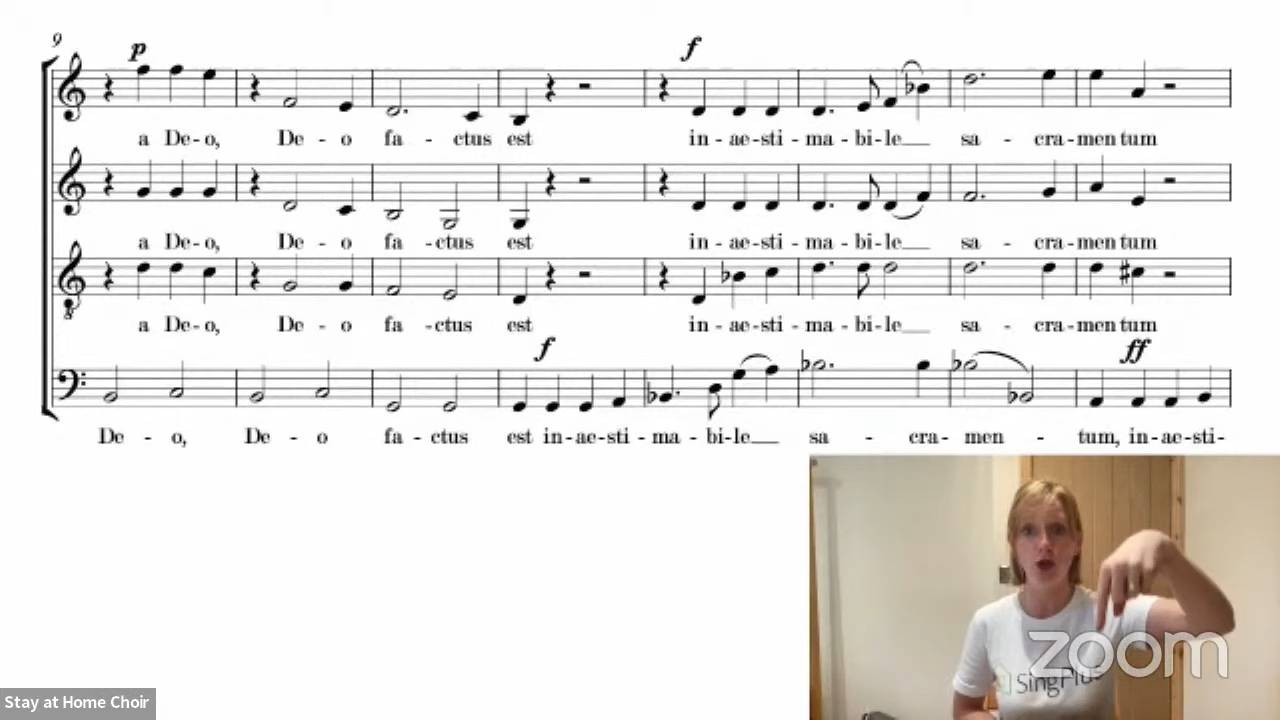 9
p
f
a De-o, De - o fa - ctus est in-ae-sti-ma-bi-le sa - cra-men tum
a De-o, De - o fa -ctus est in-ae-sti-ma-bi-le sa - cra-men tum
a De-o, De - o fa -ctus est in-ae-sti-ma-bi-le sa - cra-men tum
f
ff
De - o, De - o fa - ctus est in-ae-sti-ma-bi-le sa - cra-men - tum, in-ae-sti-
zoom
SingPlus
Stay at Home Choir